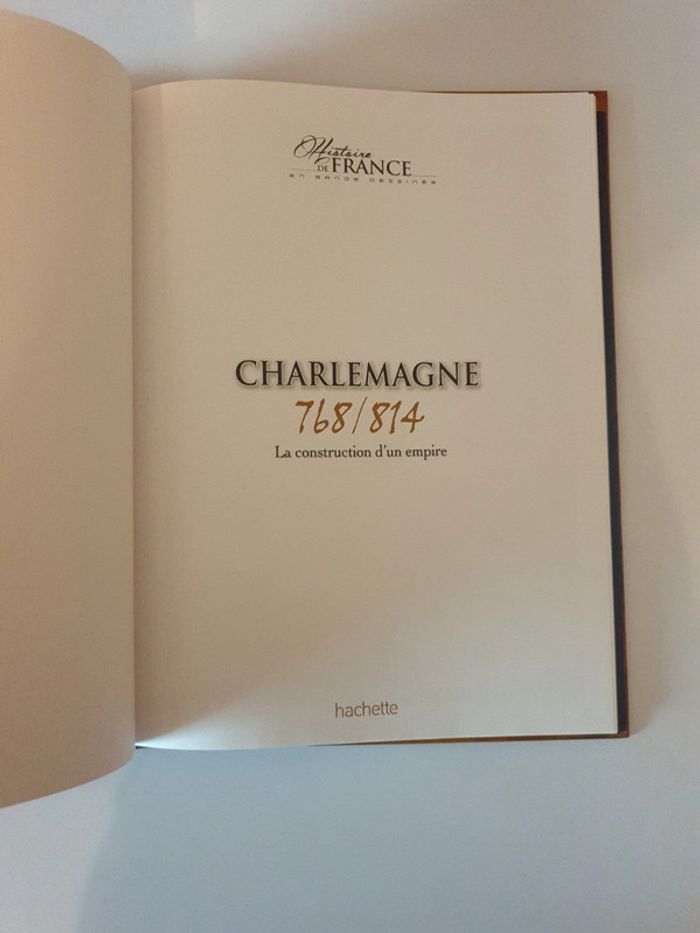 Histoire
DE FRANCE
EN BANDE DESSINÉE
CHARLEMAGNE
768/814
La construction d'un empire
hachette